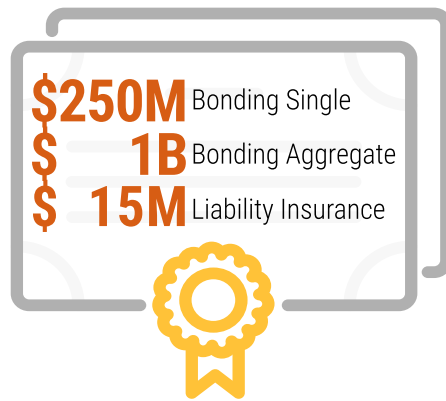 $250M Bonding Single
$ 1B Bonding Aggregate
$ 15M Liability Insurance